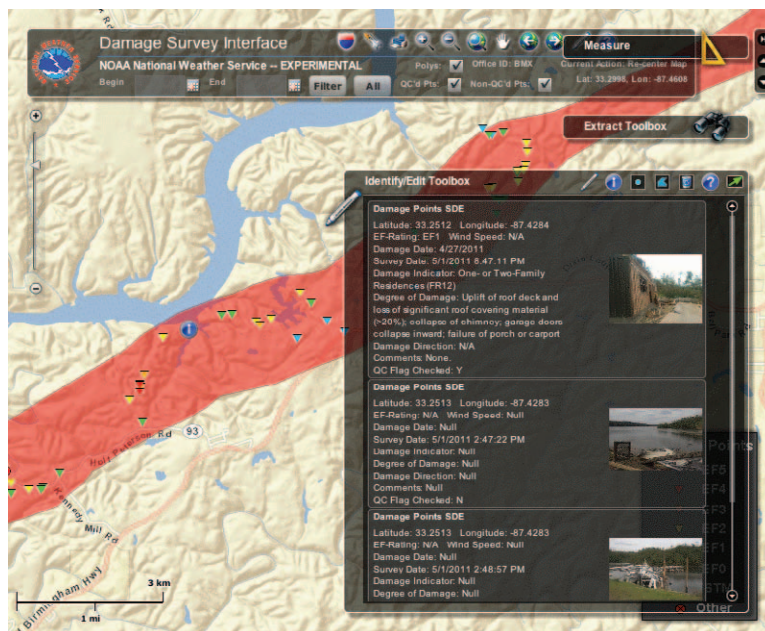 Damage Survey Interface
NOAA National Weather Service -- EXPERIMENTAL
Begin End
Filter All
Polys:
QC'd Pts:
Office ID: BMX
Non-QC'd Pts:
Measure
Current Action: Re-center Map
Lat: 33.2998, Lon: -87.4608
Extract Toolbox
Identify/Edit Toolbox
Damage Points SDE
Latitude: 33.2512 Longitude: -87.4284
EF-Rating: EF1 Wind Speed: N/A
Damage Date: 4/27/2011
Survey Date: 5/1/2011 8:47:11 PM
Damage Indicator: One- or Two-Family
Residences (FR12)
Degree of Damage: Uplift of roof deck and
loss of significant roof covering material
(>20%); collapse of chimney; garage doors
collapse inward; failure of porch or carport
Damage Direction: N/A
Comments: None.
QC Flag Checked: Y
Damage Points SDE
Latitude: 33.2513 Longitude: -87.4283
EF-Rating: N/A Wind Speed: Null
Damage Date: Null
Survey Date: 5/1/2011 2:47:22 PM
Damage Indicator: Null
Degree of Damage: Null
Damage Direction: Null
Comments: Null
QC Flag Checked: N
Damage Points SDE
Latitude: 33.2513 Longitude: -87.4283
EF-Rating: N/A Wind Speed: Null
Damage Date: Null
Survey Date: 5/1/2011 2:48:57 PM
Damage Indicator: Null
Degree of Damage: Null
Points
EF5
EF4
EF3
EF2
EF1
EF0
Other
93
Holt Peterson Rd
Kennedy Mill Rd
Birmingham Hwy
3 km
1 mi